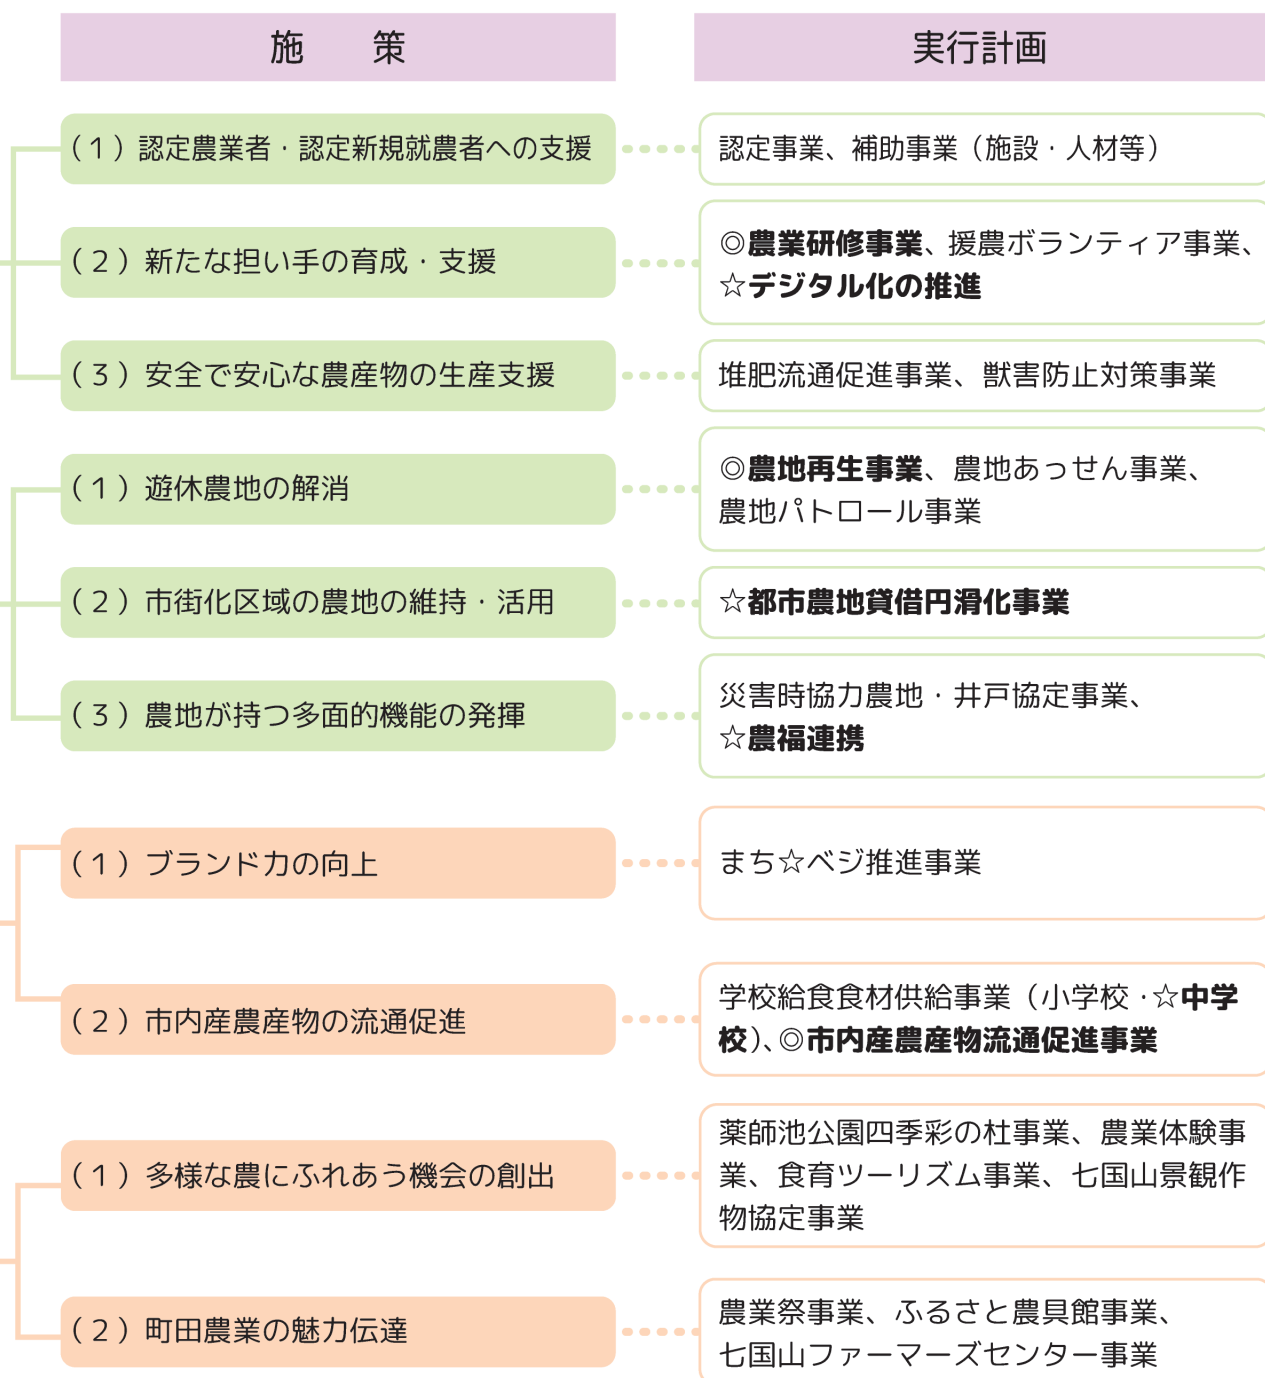 施　策
実行計画
（１）認定農業者・認定新規就農者への支援
認定事業、補助事業（施設・人材等）
（２）新たな担い手の育成・支援
◎農業研修事業、援農ボランティア事業、
☆デジタル化の推進
（３）安全で安心な農産物の生産支援
堆肥流通促進事業、獣害防止対策事業
（１）遊休農地の解消
◎農地再生事業、農地あっせん事業、
農地パトロール事業
（２）市街化区域の農地の維持・活用
☆都市農地貸借円滑化事業
（３）農地が持つ多面的機能の発揮
災害時協力農地・井戸協定事業、
☆農福連携
（１）ブランド力の向上
まち☆ベジ推進事業
（２）市内産農産物の流通促進
学校給食食材供給事業（小学校・☆中学
校）、◎市内産農産物流通促進事業
（１）多様な農にふれあう機会の創出
薬師池公園四季彩の杜事業、農業体験事
業、食育ツーリズム事業、七国山景観作
物協定事業
（２）町田農業の魅力伝達
農業祭事業、ふるさと農具館事業、
七国山ファーマーズセンター事業